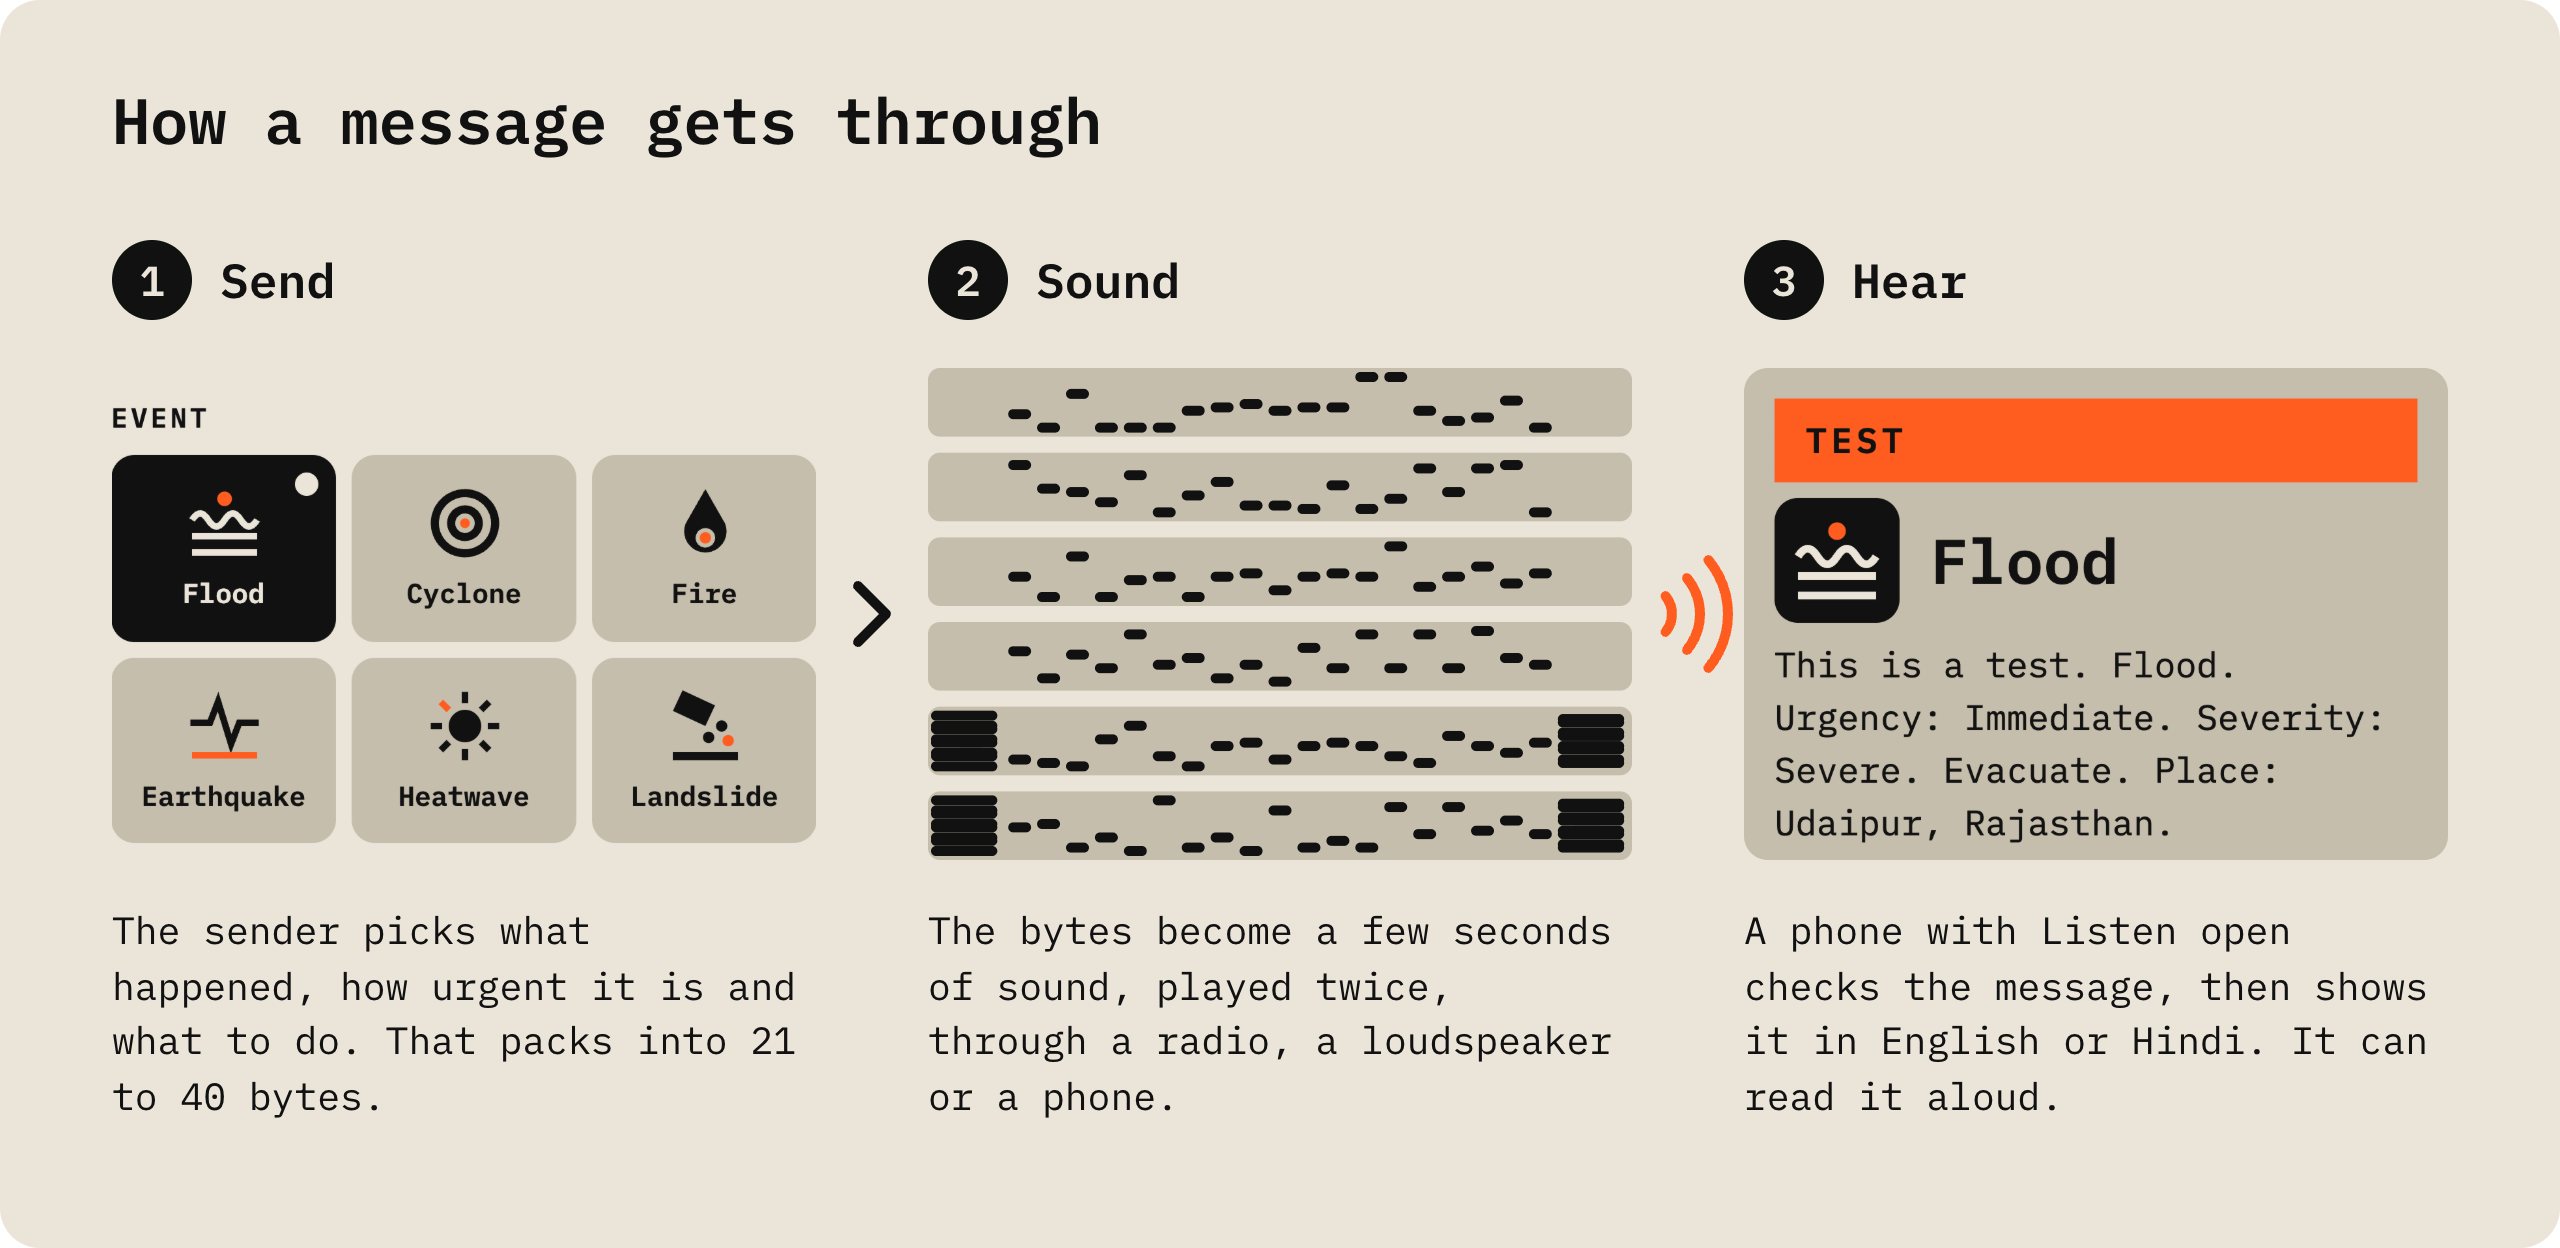 How a message gets through
1 Send
EVENT
Flood
Cyclone
Fire
Earthquake
Heatwave
Landslide
The sender picks what
happened, how urgent it is and
what to do. That packs into 21
to 40 bytes.
2 Sound
The bytes become a few seconds
of sound, played twice,
through a radio, a loudspeaker
or a phone.
3 Hear
TEST
Flood
This is a test. Flood.
Urgency: Immediate. Severity:
Severe. Evacuate. Place:
Udaipur, Rajasthan.
A phone with Listen open
checks the message, then shows
it in English or Hindi. It can
read it aloud.